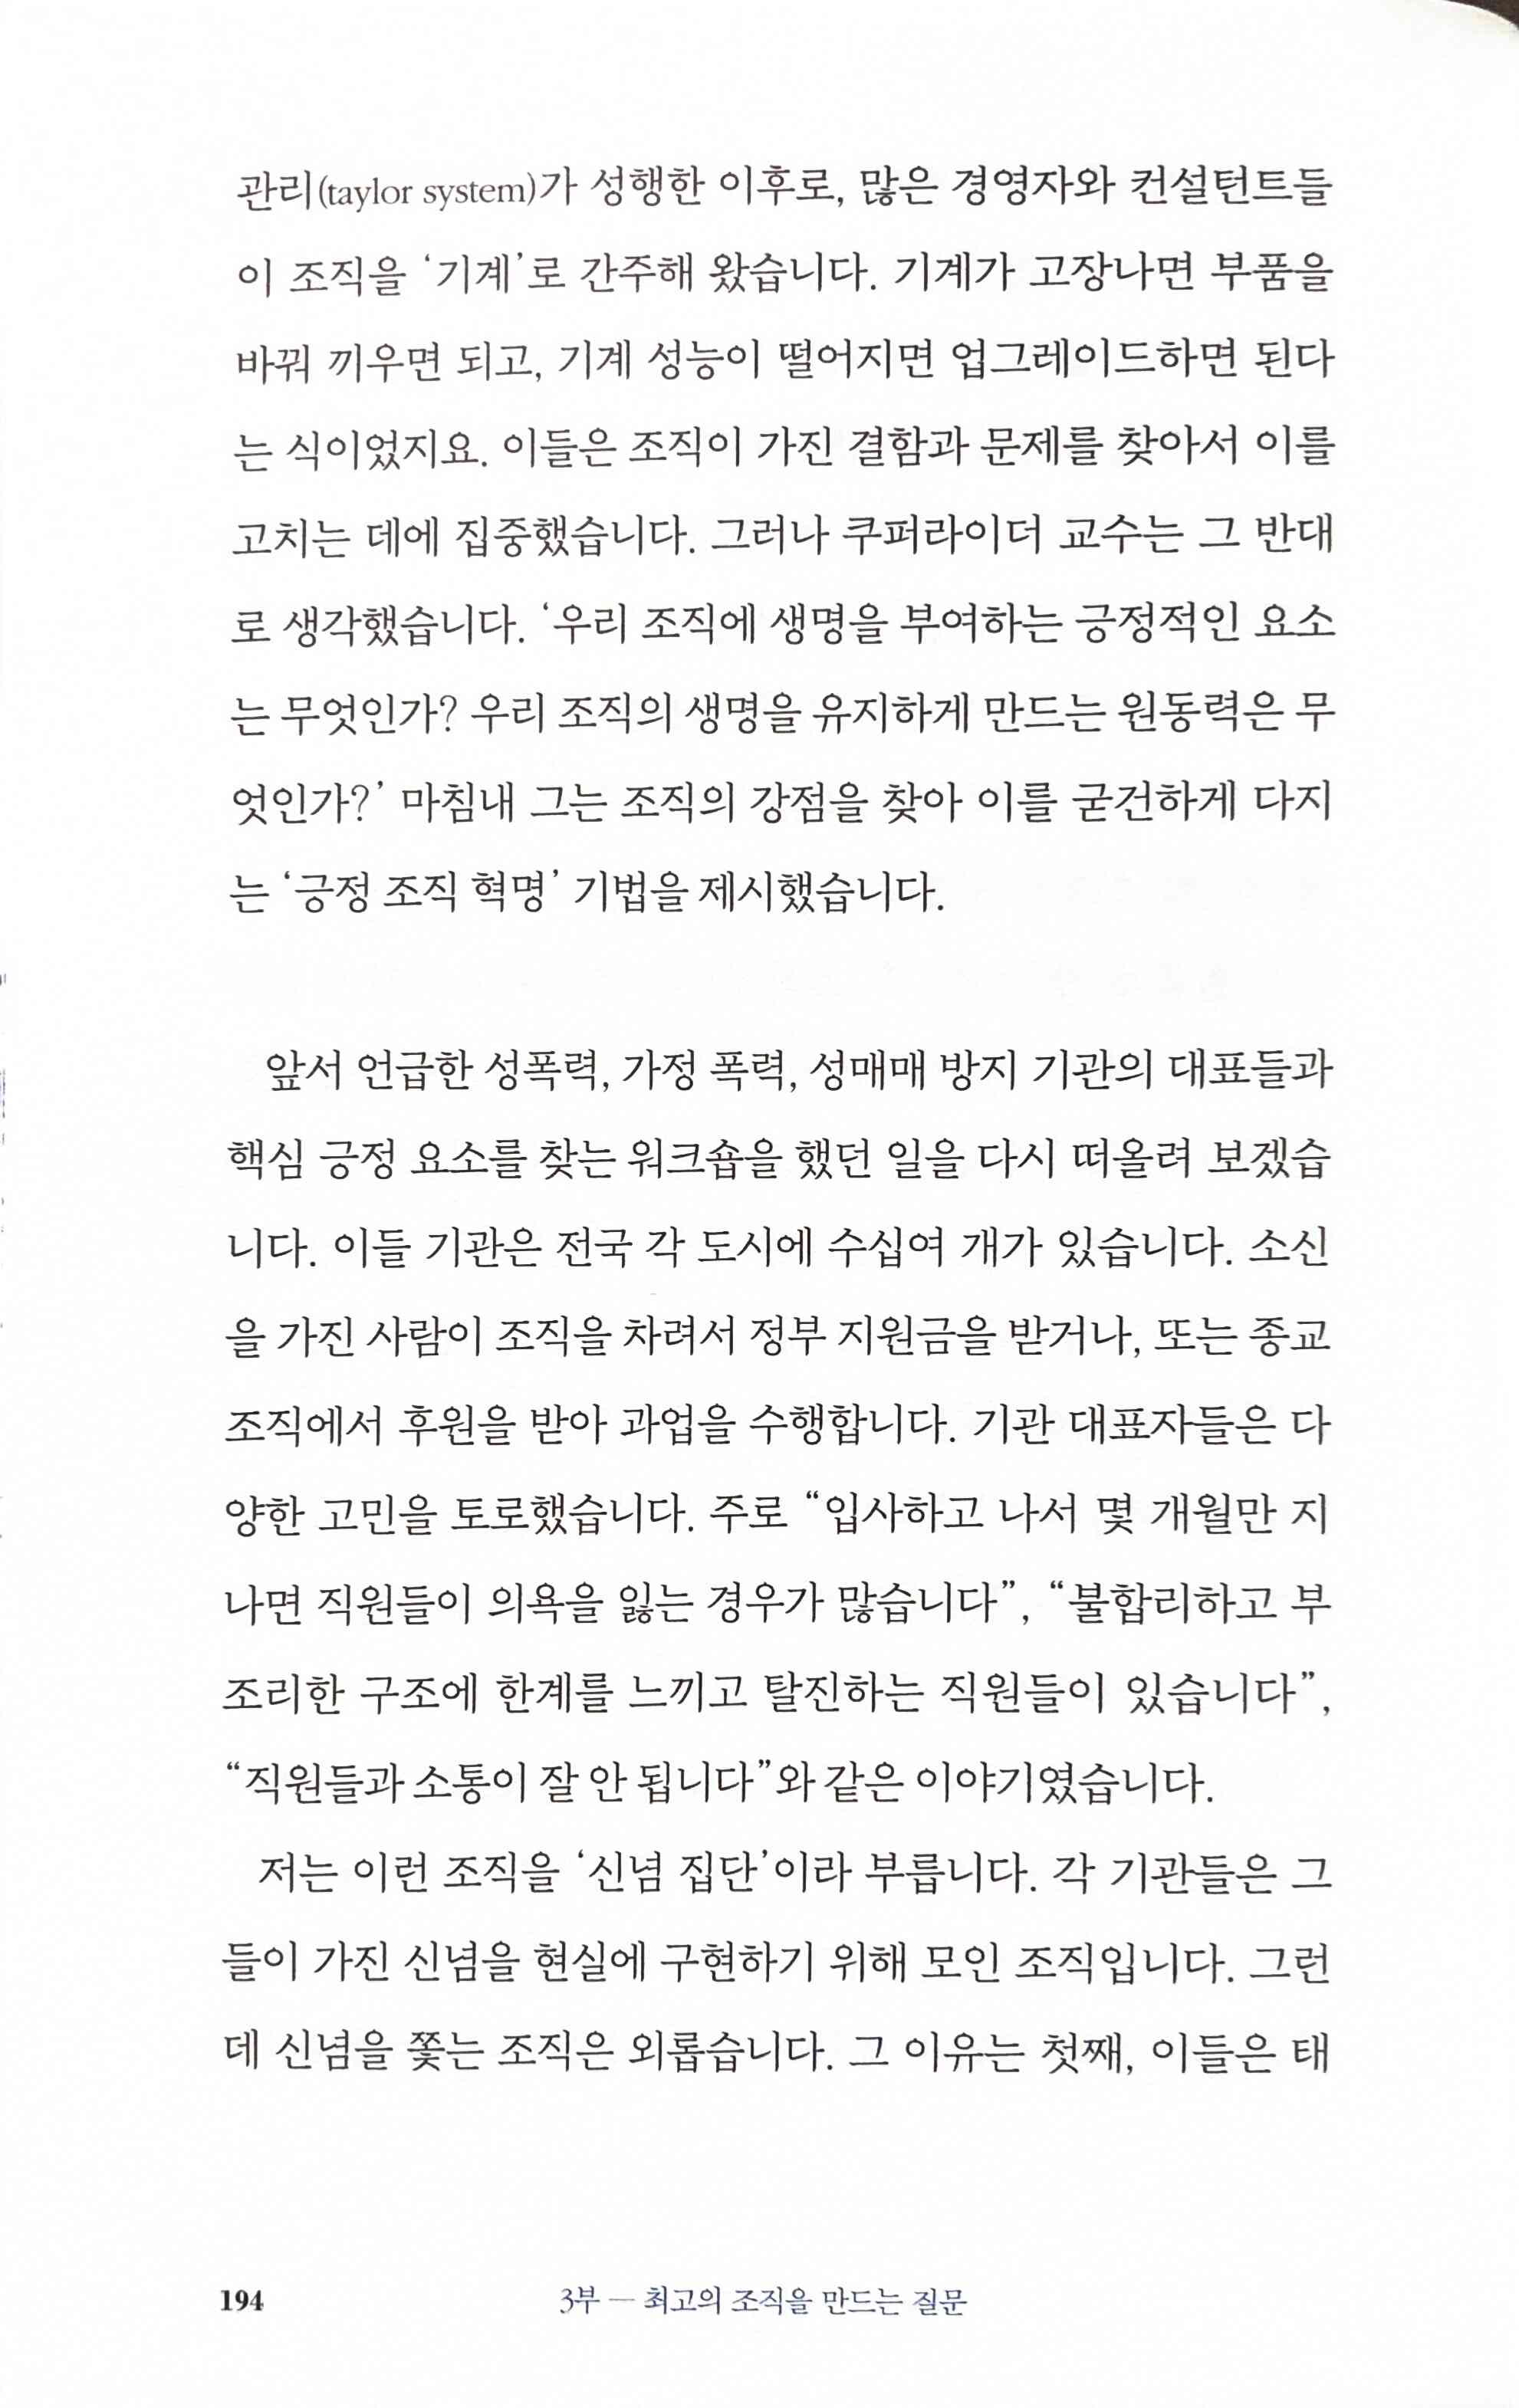 관리(taylor system)가 성행한 이후로, 많은 경영자와 컨설턴트들
이 조직을 ‘기계’로 간주해 왔습니다. 기계가 고장나면 부품을
바꿔 끼우면 되고, 기계 성능이 떨어지면 업그레이드하면 된다
는 식이었지요. 이들은 조직이 가진 결함과 문제를 찾아서 이를
고치는 데에 집중했습니다. 그러나 쿠퍼라이더 교수는 그 반대
로 생각했습니다. ‘우리 조직에 생명을 부여하는 긍정적인 요소
는 무엇인가? 우리 조직의 생명을 유지하게 만드는 원동력은 무
엇인가?’ 마침내 그는 조직의 강점을 찾아 이를 굳건하게 다지
는 ‘긍정 조직 혁명’ 기법을 제시했습니다.
앞서 언급한 성폭력, 가정 폭력, 성매매 방지 기관의 대표들과
핵심 긍정 요소를 찾는 워크숍을 했던 일을 다시 떠올려 보겠습
니다. 이들 기관은 전국 각 도시에 수십여 개가 있습니다. 소신
을 가진 사람이 조직을 차려서 정부 지원금을 받거나, 또는 종교
조직에서 후원을 받아 과업을 수행합니다. 기관 대표자들은 다
양한 고민을 토로했습니다. 주로 “입사하고 나서 몇 개월만 지
나면 직원들이 의욕을 잃는 경우가 많습니다”, “불합리하고 부
조리한 구조에 한계를 느끼고 탈진하는 직원들이 있습니다”,
“직원들과 소통이 잘 안 됩니다”와 같은 이야기였습니다.
저는 이런 조직을 ‘신념 집단’이라 부릅니다. 각 기관들은 그
들이 가진 신념을 현실에 구현하기 위해 모인 조직입니다. 그런
데 신념을 쫓는 조직은 외롭습니다. 그 이유는 첫째, 이들은 태
194
3부 — 최고의 조직을 만드는 질문